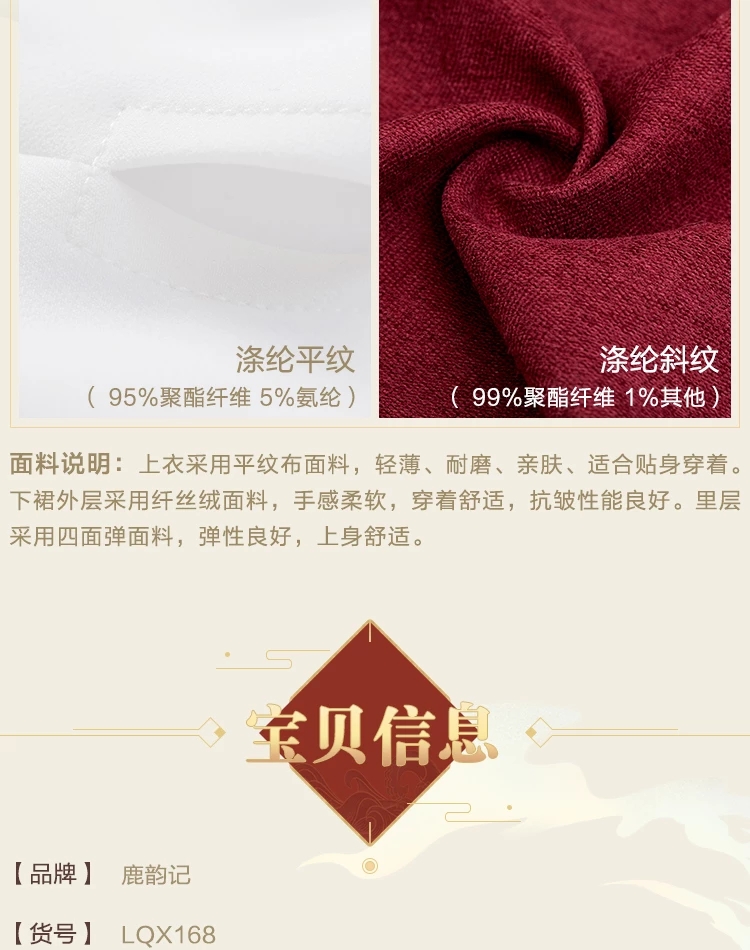 涤纶平纹
（ 95%聚酯纤维 5%氨纶 ）
涤纶斜纹
（ 99%聚酯纤维 1%其他 ）
面料说明：上衣采用平纹布面料，轻薄、耐磨、亲肤、适合贴身穿着。
下裙外层采用纤丝绒面料，手感柔软，穿着舒适，抗皱性能良好。里层
采用四面弹面料，弹性良好，上身舒适。
宝贝信息
【 品牌 】 鹿韵记
【 货号 】 LQX168